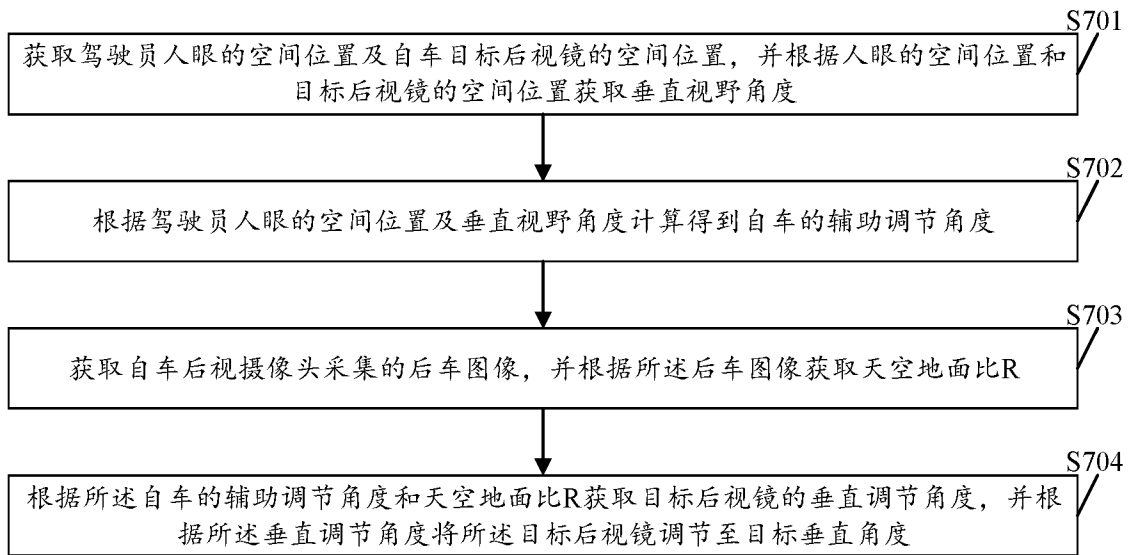 S701
获取驾驶员人眼的空间位置及自车目标后视镜的空间位置，并根据人眼的空间位置和
目标后视镜的空间位置获取垂直视野角度
S702
根据驾驶员人眼的空间位置及垂直视野角度计算得到自车的辅助调节角度
S703
获取自车后视摄像头采集的后车图像，并根据所述后车图像获取天空地面比R
S704
根据所述自车的辅助调节角度和天空地面比R获取目标后视镜的垂直调节角度，并根
据所述垂直调节角度将所述目标后视镜调节至目标垂直角度